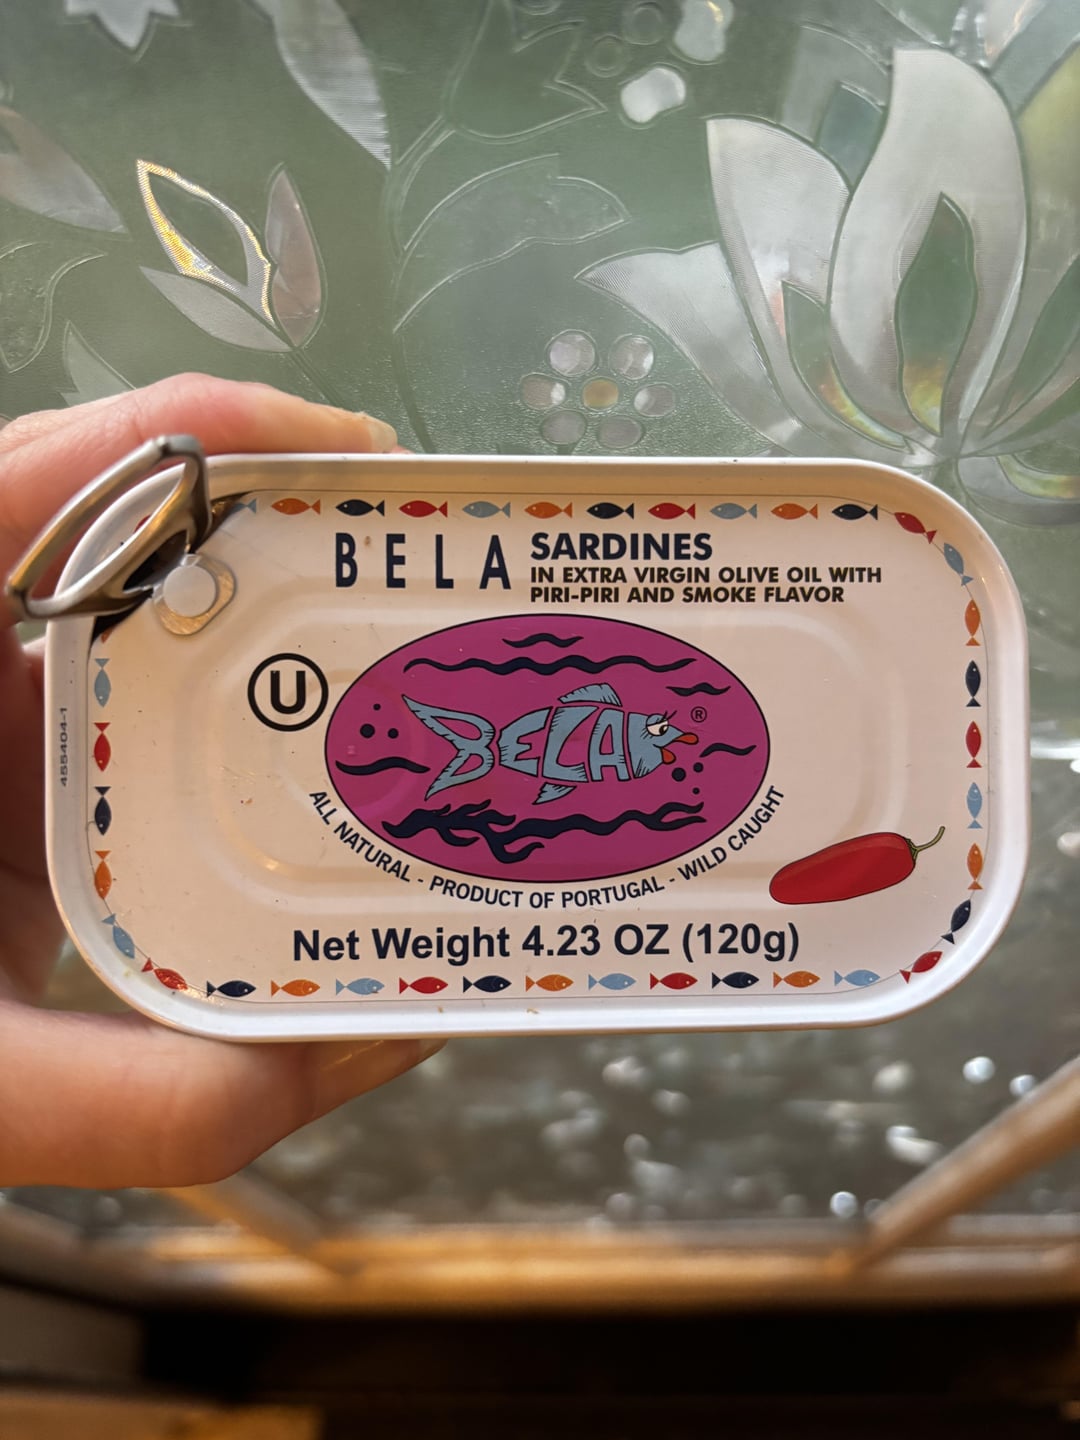 BELA
SARDINES
IN EXTRA VIRGIN OLIVE OIL WITH
PIRI-PIRI AND SMOKE FLAVOR
U
BELA ®
ALL NATURAL - PRODUCT OF PORTUGAL - WILD CAUGHT
Net Weight 4.23 OZ (120g)
455404-1